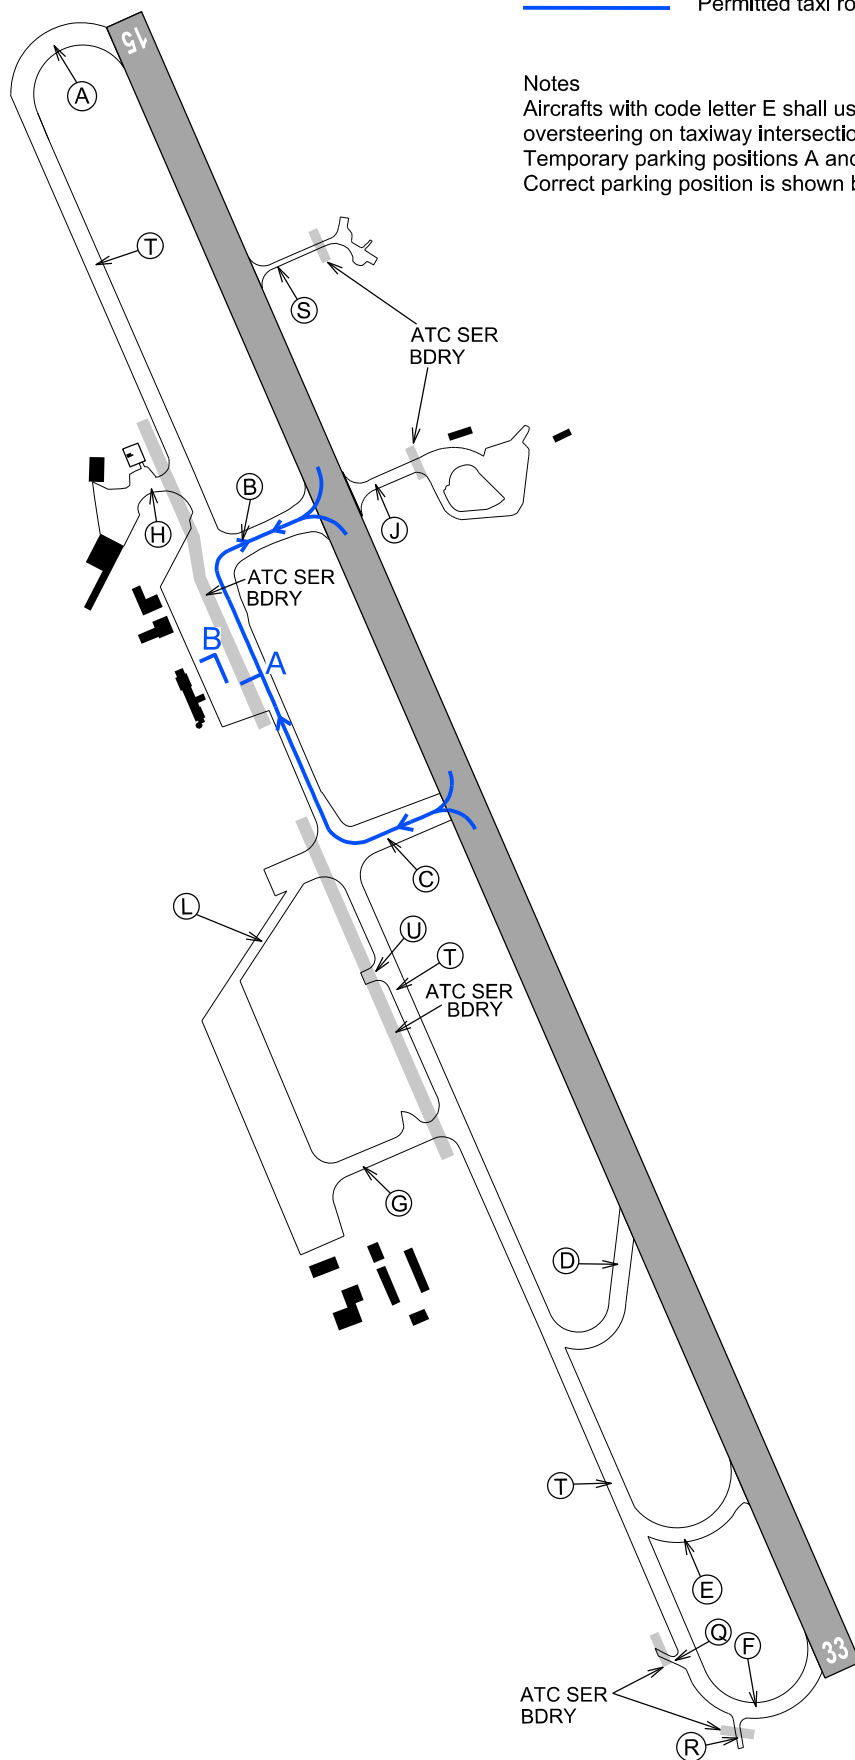 Permitted taxi ro
Notes
Aircrafts with code letter E shall us
oversteering on taxiway intersectio
Temporary parking positions A and
Correct parking position is shown b
15
A
T
S
ATC SER
BDRY
B
H
J
ATC SER
BDRY
B
A
C
L
U
T
ATC SER
BDRY
G
D
T
E
Q
F
33
ATC SER
BDRY
R